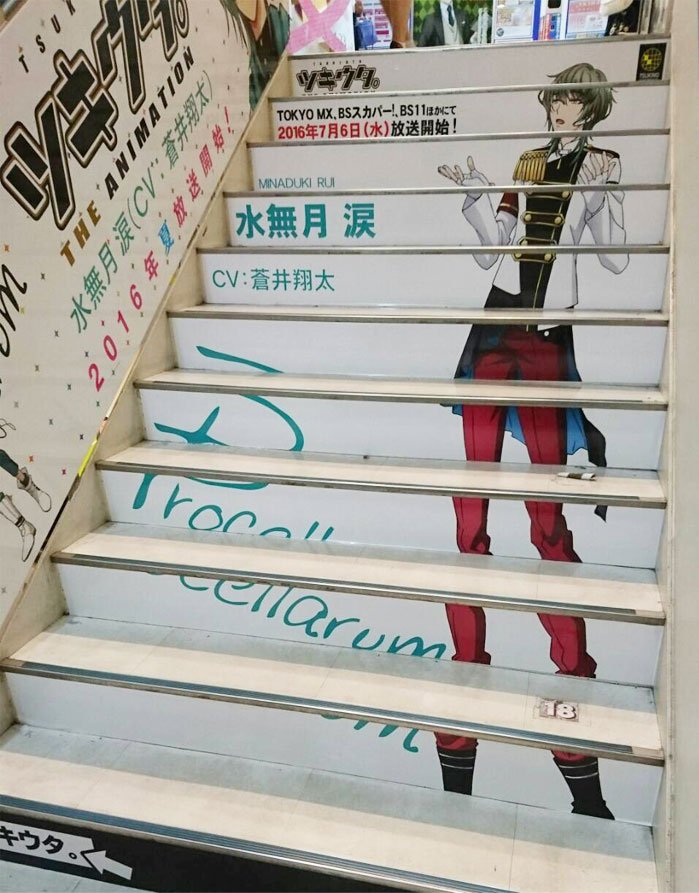 ツキウタ。
THE ANIMATION
水無月 涙(CV:蒼井翔太)
2016年夏放送開始!
TSUKIUTA
ツキウタ。
THE ANIMATION
TSUKINO
TOKYO MX、BSスカパー!、BS11ほかにて
2016年7月6日(水)放送開始!
MINADUKI RUI
水無月 涙
CV:蒼井翔太
Procellarum
18
キウタ。